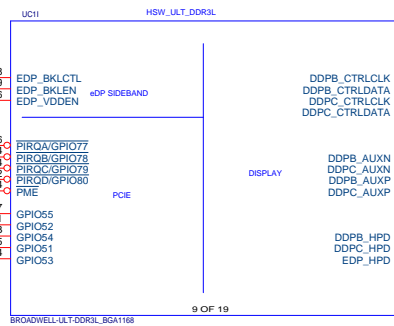 UC1I
HSW_ULT_DDR3L
EDP_BKLCTL
EDP_BKLEN
EDP_VDDEN
eDP SIDEBAND
DDPB_CTRLCLK
DDPB_CTRLDATA
DDPC_CTRLCLK
DDPC_CTRLDATA
PIRQA/GPIO77
PIRQB/GPIO78
PIRQC/GPIO79
PIRQD/GPIO80
PME
PCIE
DISPLAY
DDPB_AUXN
DDPC_AUXN
DDPB_AUXP
DDPC_AUXP
GPIO55
GPIO52
GPIO54
GPIO51
GPIO53
DDPB_HPD
DDPC_HPD
EDP_HPD
9 OF 19
BROADWELL-ULT-DDR3L_BGA1168